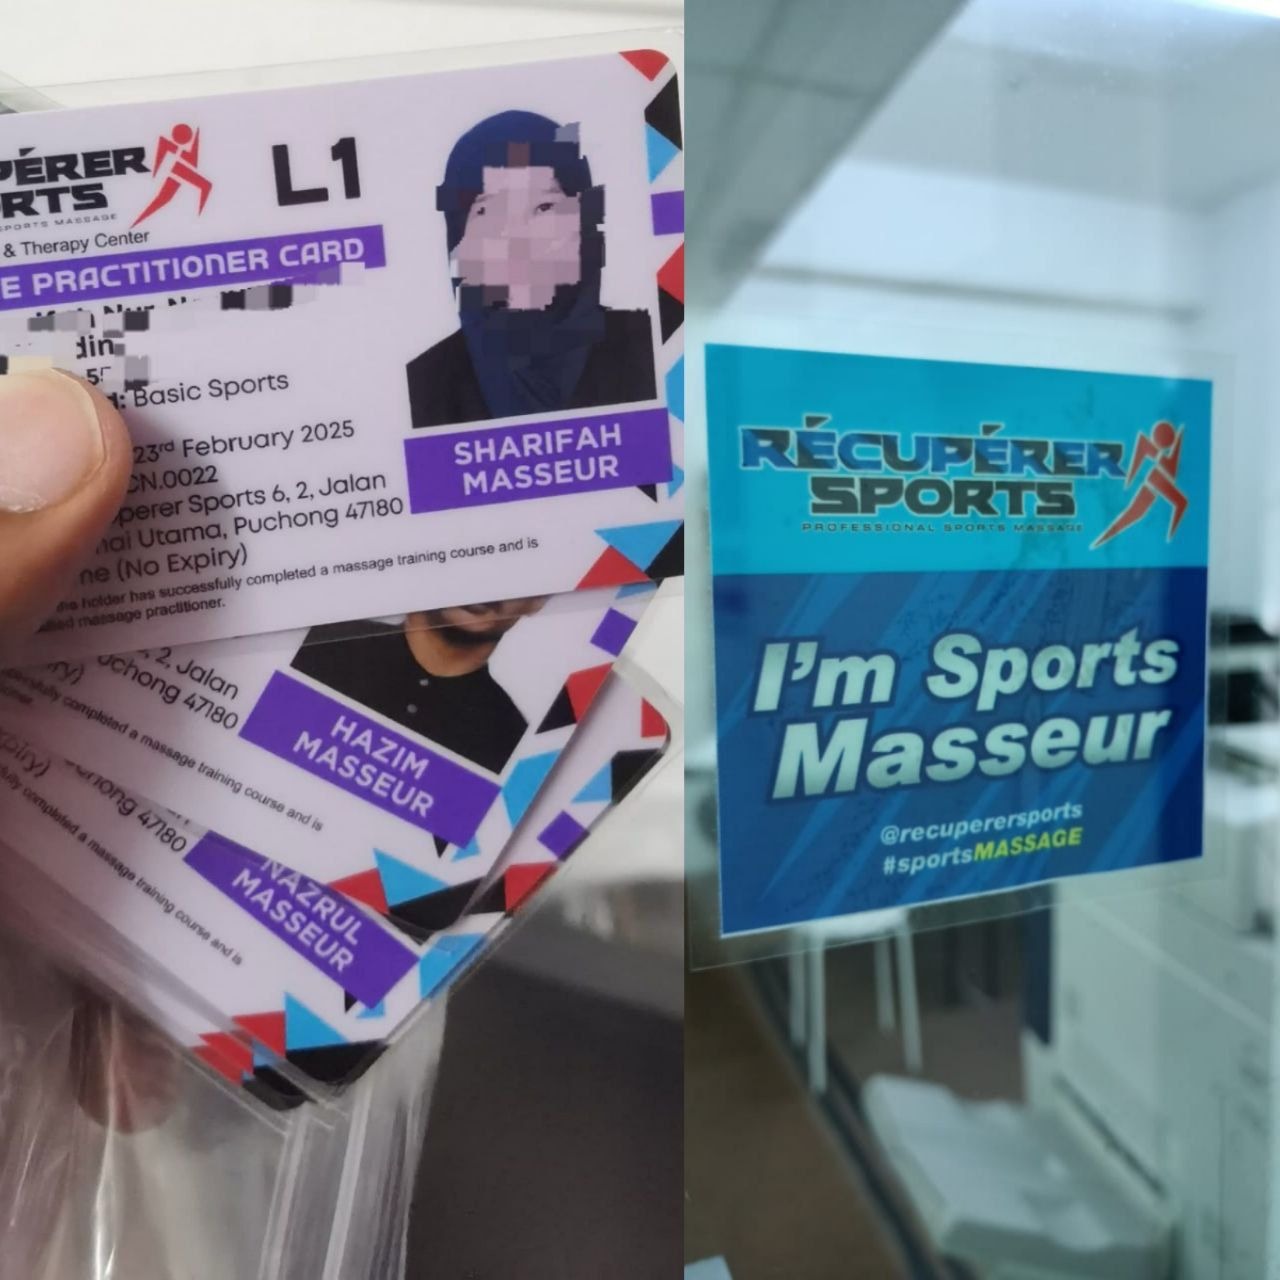 PÉRER
RTS
SPORTS MASSAGE
& Therapy Center
L1
E PRACTITIONER CARD
Nur
din
: Basic Sports
23rd February 2025
CN.0022
perer Sports 6, 2, Jalan
Utama, Puchong 47180
ne (No Expiry)
holder has successfully completed a massage training course and is
massage practitioner.
SHARIFAH
MASSEUR
2, Jalan
uchong 47180
completed a massage training course and is
HAZIM
MASSEUR
47180
completed a massage training course and is
NAZRUL
MASSEUR
RÉCUPÉRER
SPORTS
PROFESSIONAL SPORTS MASSAGE
I'm Sports
Masseur
@recuperersports
#sportsMASSAGE